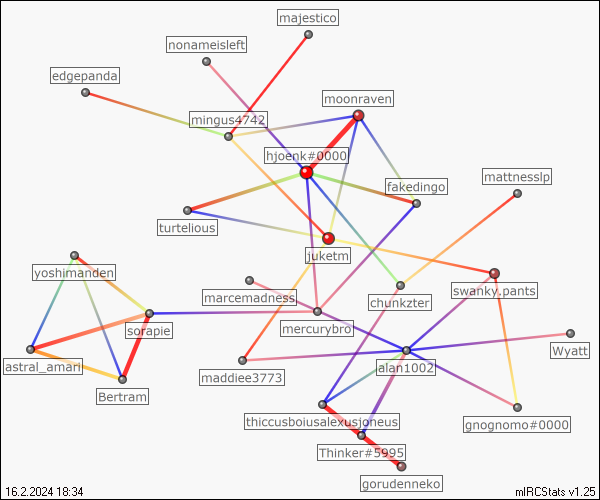 majestico
nonameisleft
edgepanda
moonraven
mingus4742
hjoenk#0000
mattnesslp
fakedingo
turtelious
juketm
yoshimanden
swanky.pants
marcemadness
chunkzter
sorapie
mercurybro
Wyatt
astral_amari
alan1002
maddiee3773
Bertram
thiccusboiusalexusjoneus
gnognomo#0000
Thinker#5995
gorudenneko
16.2.2024 18:34
mIRCStats v1.25